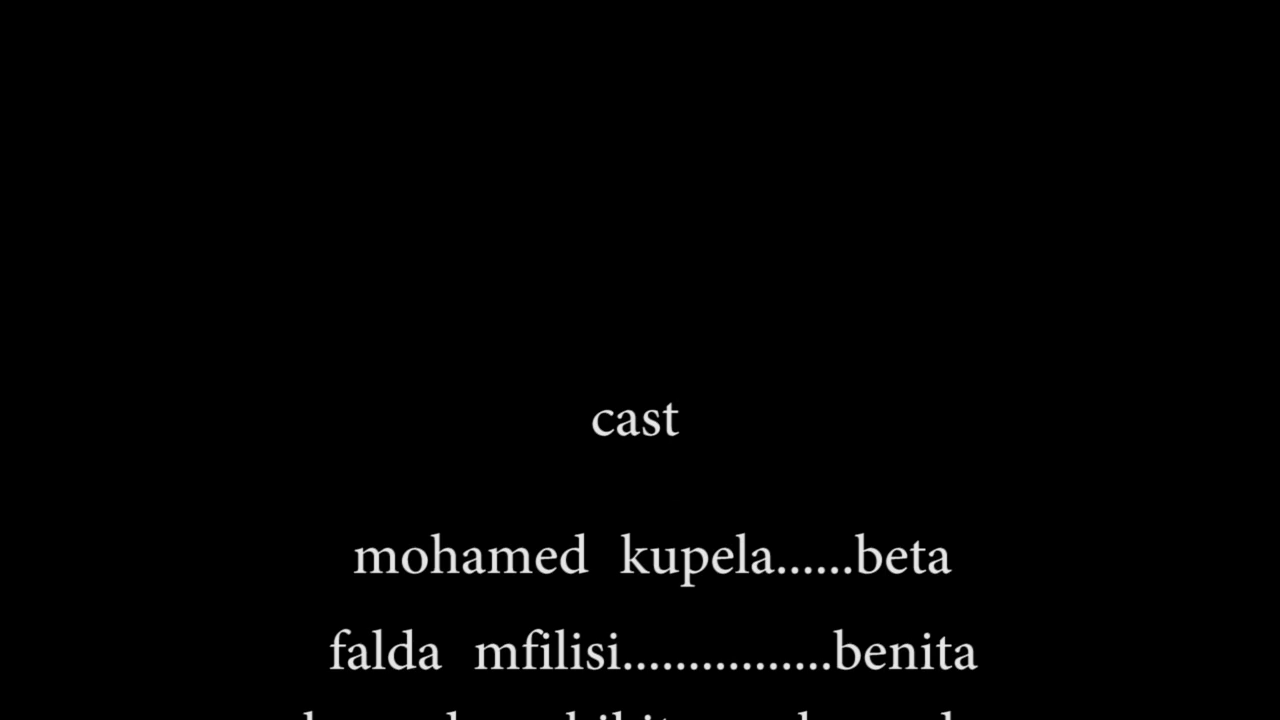 cast
mohamed kupela......beta
falda mfilisi................benita